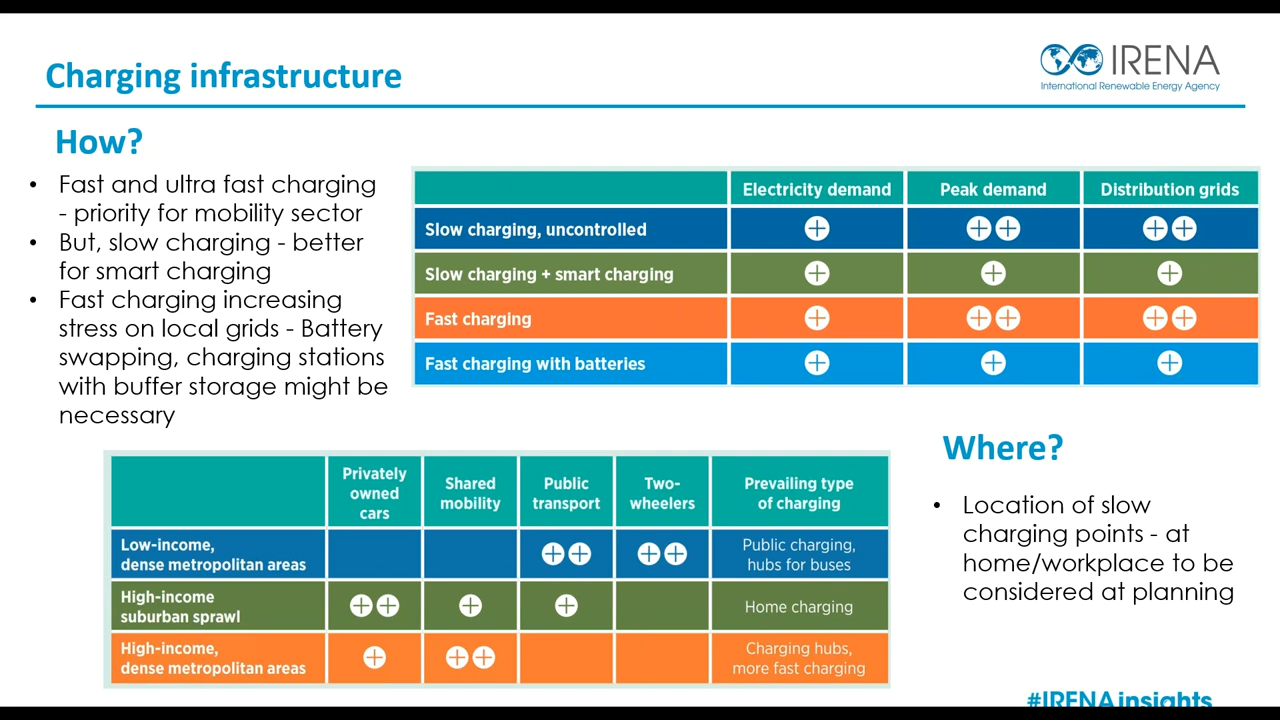 Charging infrastructure
IRENA
International Renewable Energy Agency
How?
• Fast and ultra fast charging
- priority for mobility sector
• But, slow charging - better
for smart charging
• Fast charging increasing
stress on local grids - Battery
swapping, charging stations
with buffer storage might be
necessary
Electricity demand Peak demand Distribution grids
Slow charging, uncontrolled + ++ ++
Slow charging + smart charging + + +
Fast charging + ++ ++
Fast charging with batteries + + +
Where?
• Location of slow
charging points - at
home/workplace to be
considered at planning
Privately
owned
cars
Shared
mobility
Public
transport
Two-
wheelers
Prevailing type
of charging
Low-income,
dense metropolitan areas
++ ++
Public charging,
hubs for buses
High-income
suburban sprawl
++ + +
Home charging
High-income,
dense metropolitan areas
+ ++
Charging hubs,
more fast charging
#IRENAinsights